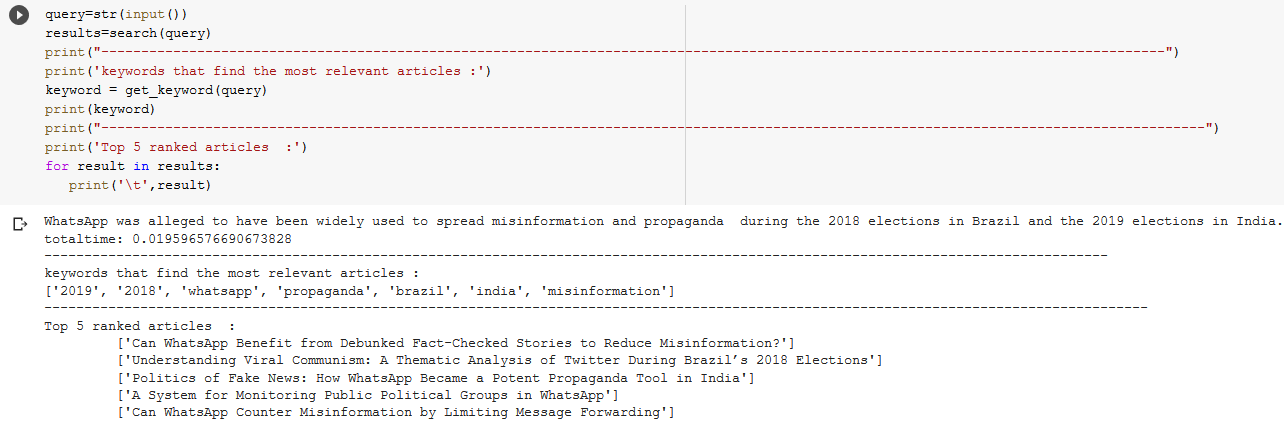 query=str(input())
results=search(query)
print("-------------------------------------------------------------------------------------------------------------------------------------")
print('keywords that find the most relevant articles :')
keyword = get_keyword(query)
print(keyword)
print("------------------------------------------------------------------------------------------------------------------------------------------")
print('Top 5 ranked articles  :')
for result in results:
   print('\t',result)
WhatsApp was alleged to have been widely used to spread misinformation and propaganda  during the 2018 elections in Brazil and the 2019 elections in India.
totaltime: 0.019596576690673828
-------------------------------------------------------------------------------------------------------------------------------------
keywords that find the most relevant articles :
['2019', '2018', 'whatsapp', 'propaganda', 'brazil', 'india', 'misinformation']
------------------------------------------------------------------------------------------------------------------------------------------
Top 5 ranked articles  :
['Can WhatsApp Benefit from Debunked Fact-Checked Stories to Reduce Misinformation?']
['Understanding Viral Communism: A Thematic Analysis of Twitter During Brazil’s 2018 Elections']
['Politics of Fake News: How WhatsApp Became a Potent Propaganda Tool in India']
['A System for Monitoring Public Political Groups in WhatsApp']
['Can WhatsApp Counter Misinformation by Limiting Message Forwarding']